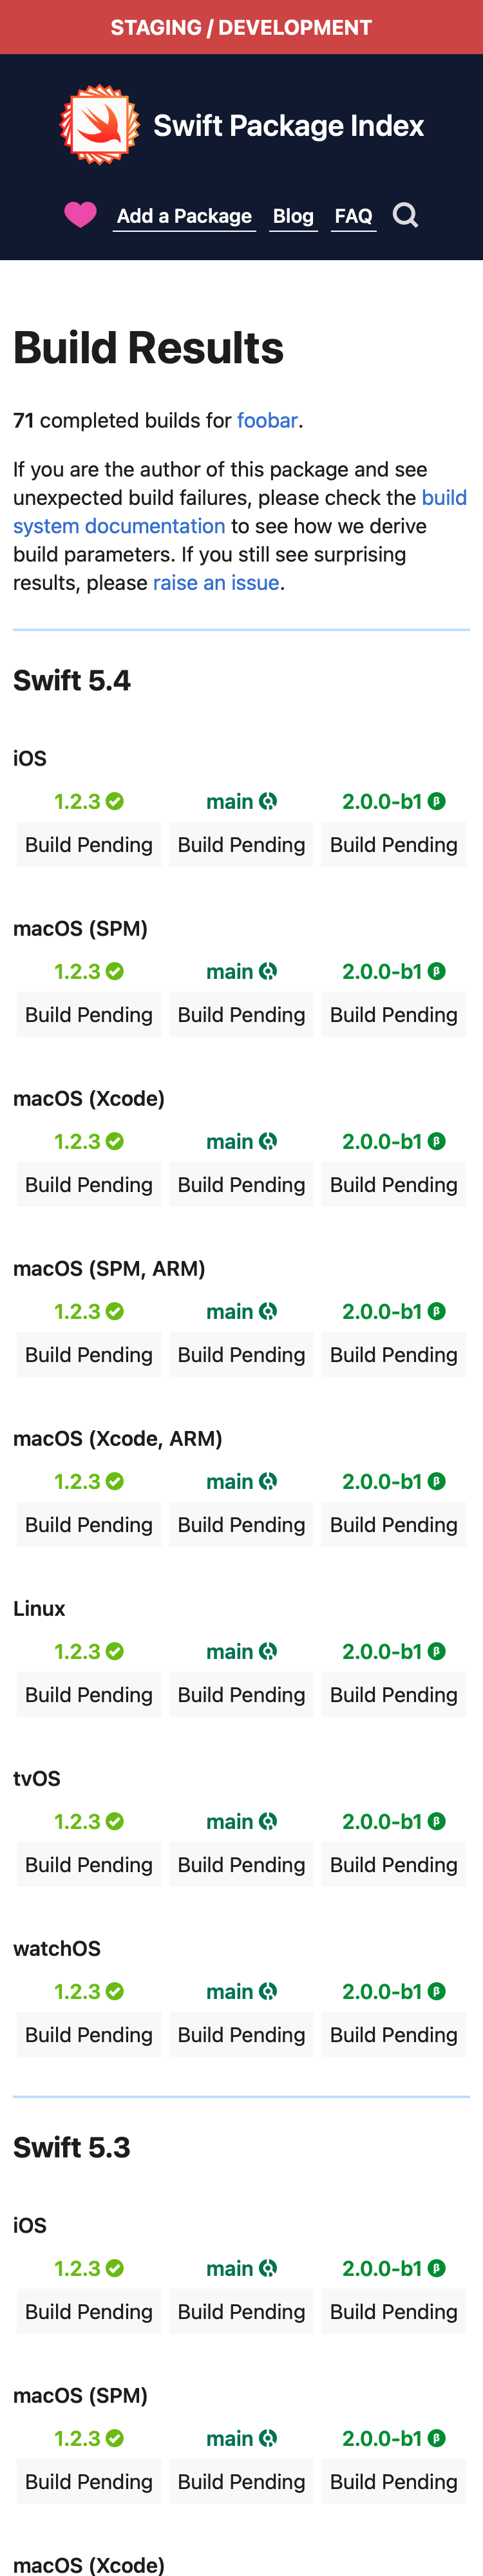 STAGING / DEVELOPMENT
Swift Package Index
Add a Package Blog FAQ
Build Results
71 completed builds for foobar.
If you are the author of this package and see
unexpected build failures, please check the build
system documentation to see how we derive
build parameters. If you still see surprising
results, please raise an issue.
Swift 5.4
iOS
1.2.3 main 2.0.0-b1 β
Build Pending Build Pending Build Pending
macOS (SPM)
1.2.3 main 2.0.0-b1 β
Build Pending Build Pending Build Pending
macOS (Xcode)
1.2.3 main 2.0.0-b1 β
Build Pending Build Pending Build Pending
macOS (SPM, ARM)
1.2.3 main 2.0.0-b1 β
Build Pending Build Pending Build Pending
macOS (Xcode, ARM)
1.2.3 main 2.0.0-b1 β
Build Pending Build Pending Build Pending
Linux
1.2.3 main 2.0.0-b1 β
Build Pending Build Pending Build Pending
tvOS
1.2.3 main 2.0.0-b1 β
Build Pending Build Pending Build Pending
watchOS
1.2.3 main 2.0.0-b1 β
Build Pending Build Pending Build Pending
Swift 5.3
iOS
1.2.3 main 2.0.0-b1 β
Build Pending Build Pending Build Pending
macOS (SPM)
1.2.3 main 2.0.0-b1 β
Build Pending Build Pending Build Pending
macOS (Xcode)